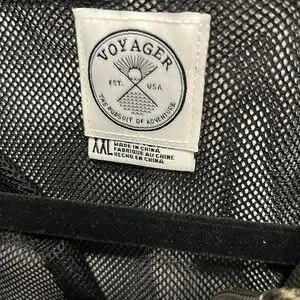 VOYAGER
EST. USA
THE PURSUIT OF ADVENTURE
XXL
MADE IN CHINA
FABRIQUÉ AU CHINE
HECHO EN CHINA